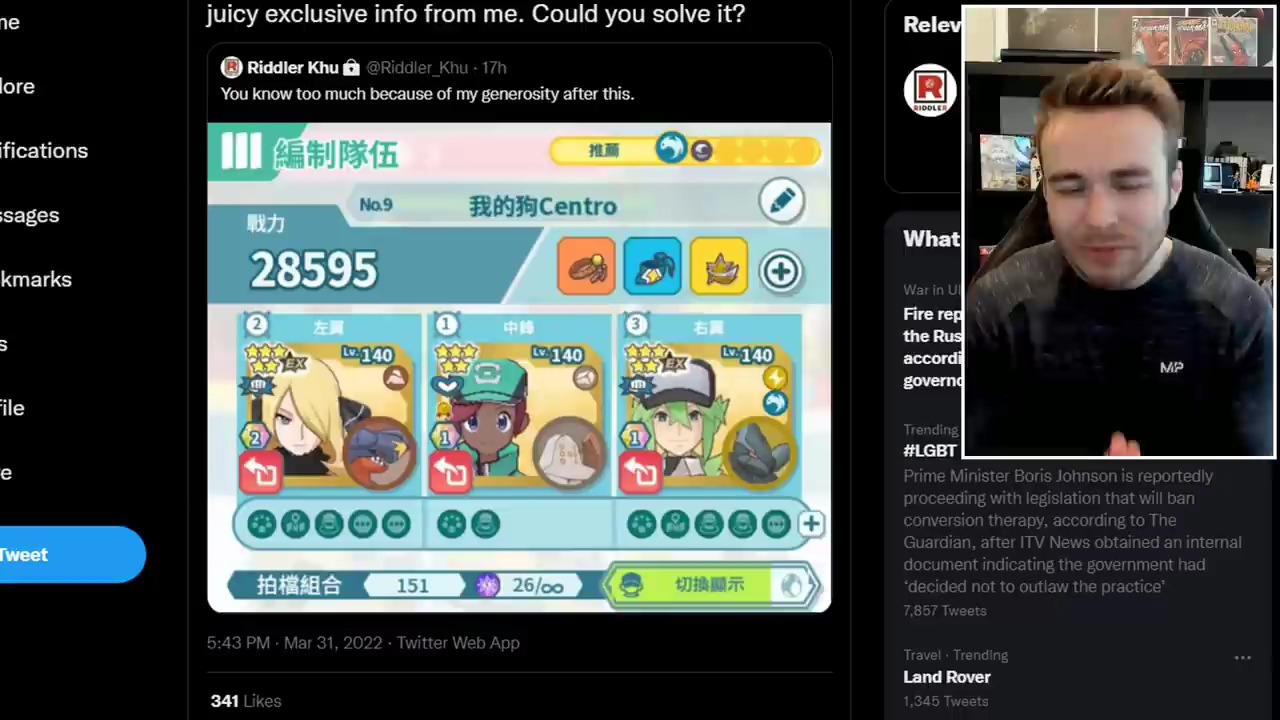 juicy exclusive info from me. Could you solve it?
Riddler Khu @Riddler_Khu · 17h
You know too much because of my generosity after this.
編制隊伍
推薦
No.9 我的狗Centro
戰力
28595
2 左翼
1 中鋒
3 右翼
EX Lv.140
Lv.140
EX Lv.140
2
1
1
拍檔組合 151 26/∞ 切換顯示
5:43 PM · Mar 31, 2022 · Twitter Web App
341 Likes
me
lore
ifications
ssages
kmarks
s
file
re
Tweet
Relev
R
RIDDLER
What
War in U
Fire rep
the Rus
accordi
governo
Trending
#LGBT
Prime Minister Boris Johnson is reportedly
proceeding with legislation that will ban
conversion therapy, according to The
Guardian, after ITV News obtained an internal
document indicating the government had
‘decided not to outlaw the practice’
7,857 Tweets
Travel · Trending
Land Rover
1,345 Tweets
MP